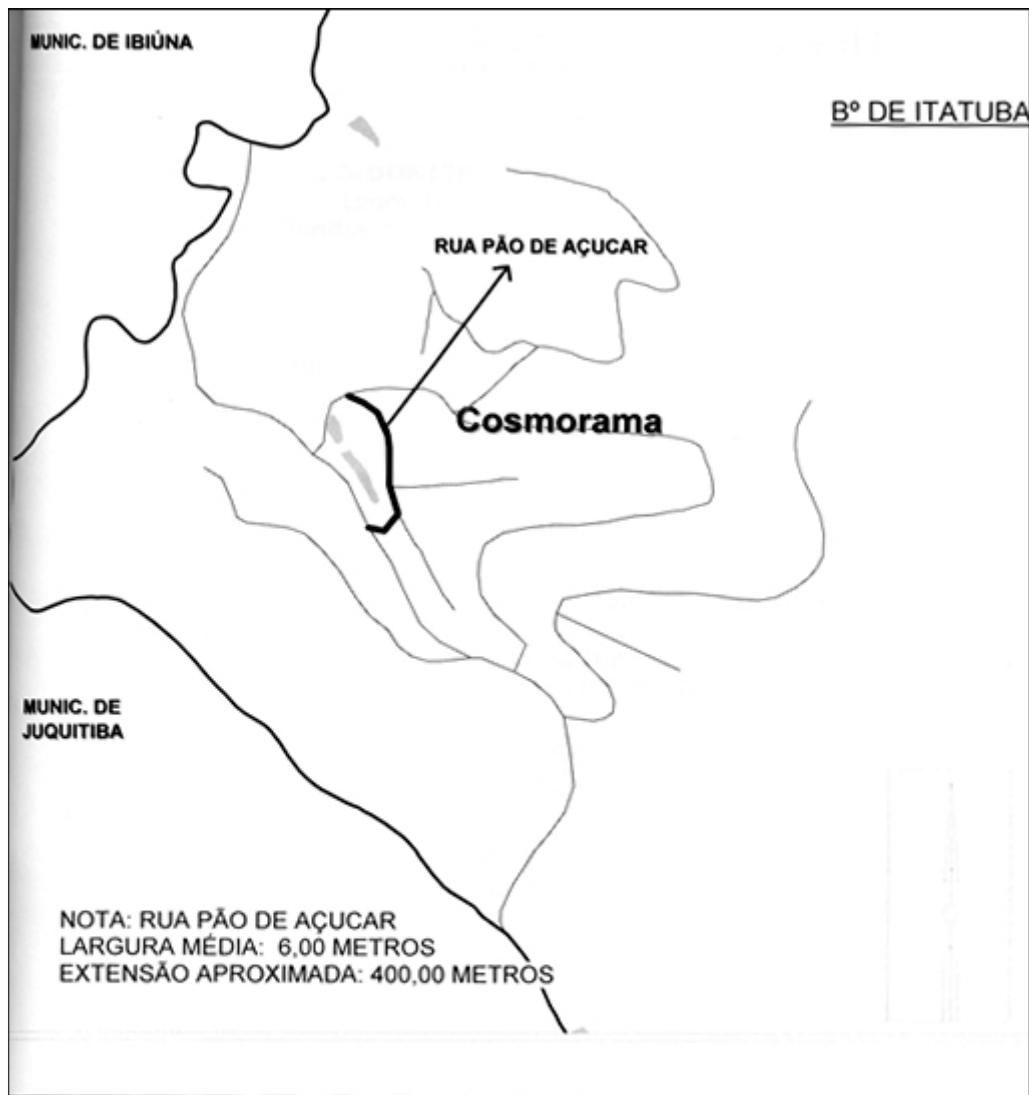 MUNIC. DE IBIÚNA
Bº DE ITATUBA
RUA PÃO DE AÇUCAR
Cosmorama
MUNIC. DE
JUQUITIBA
NOTA: RUA PÃO DE AÇUCAR
LARGURA MÉDIA: 6,00 METROS
EXTENSÃO APROXIMADA: 400,00 METROS